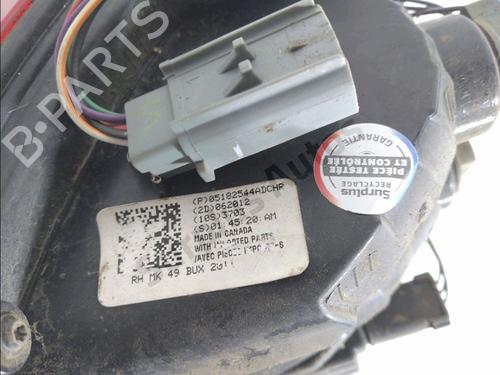 B-PARTS
(P)05182544ADCHR
(2D)062012
(10S)3703
(S)01:45:20:AM
MADE IN CANADA
WITH IMPORTED PARTS
RH MK 49 BUX
Surplus
RECYCLAGE
PIÈCE TESTÉE
ET CONTRÔLÉE
GARANTIE